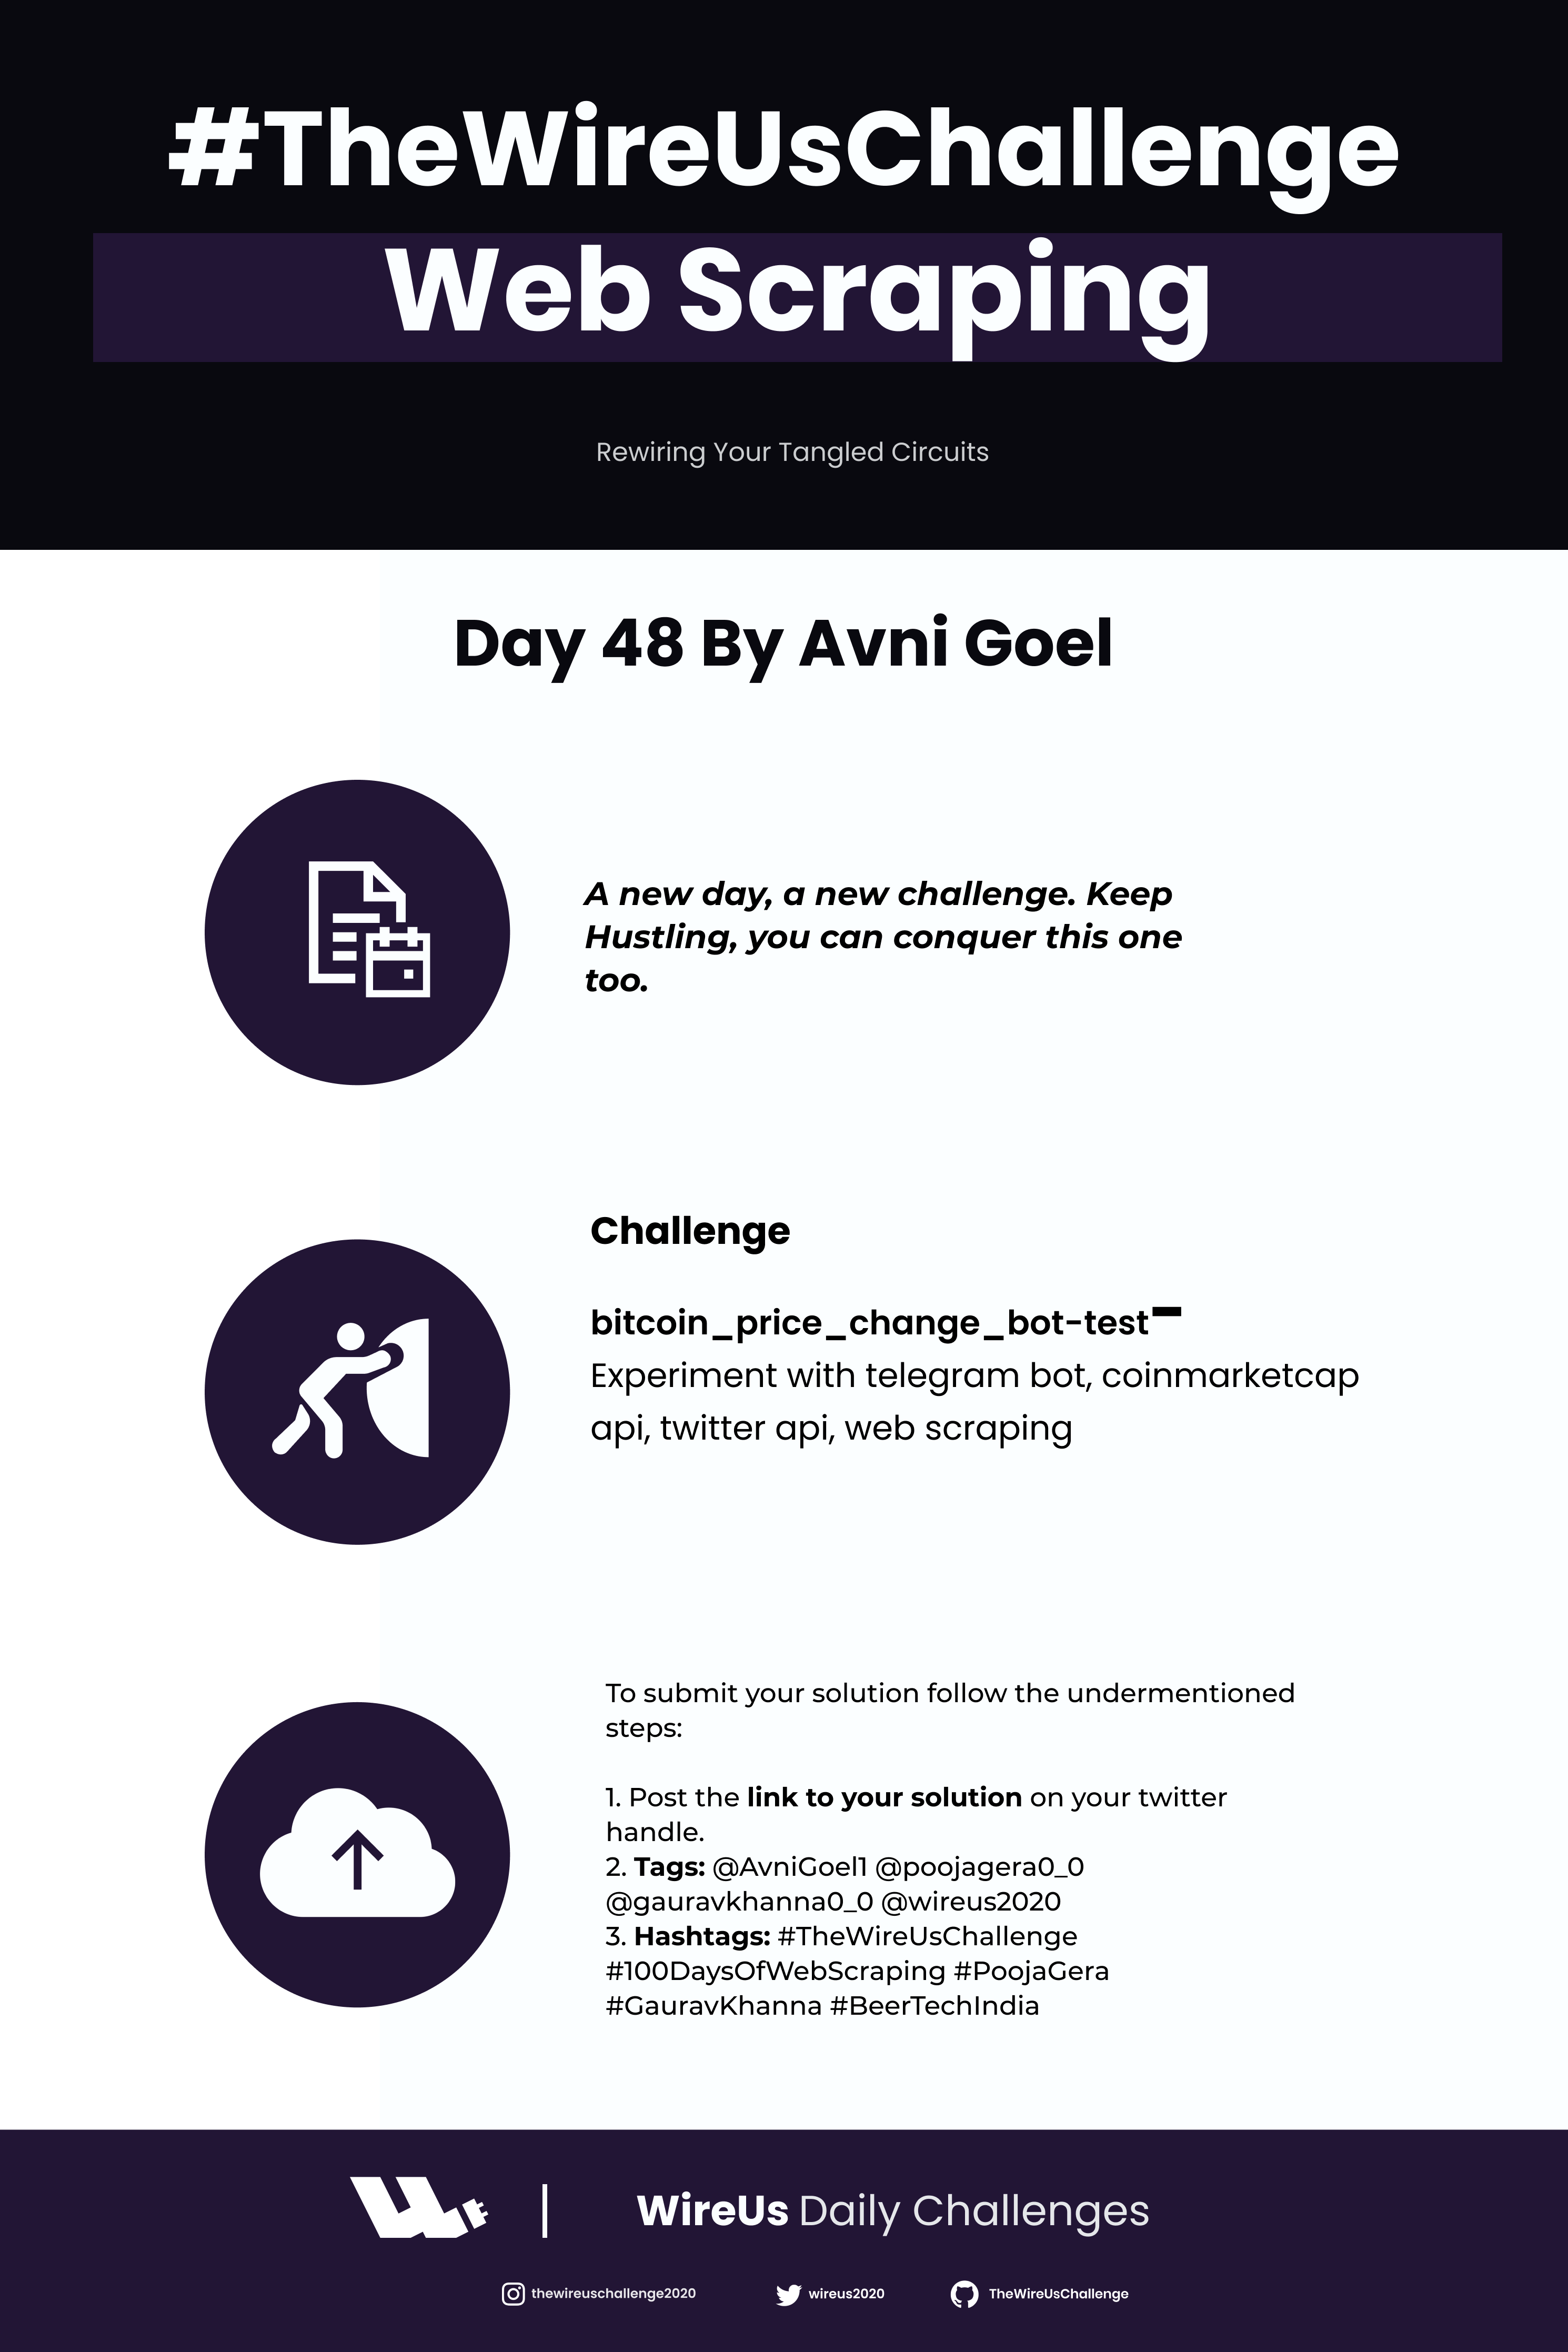 #TheWireUsChallenge
Web Scraping
Rewiring Your Tangled Circuits
Day 48 By Avni Goel
A new day, a new challenge. Keep
Hustling, you can conquer this one
too.
Challenge
bitcoin_price_change_bot-test-
Experiment with telegram bot, coinmarketcap
api, twitter api, web scraping
To submit your solution follow the undermentioned
steps:
1. Post the link to your solution on your twitter
handle.
2. Tags: @AvniGoel1 @poojagera0_0
@gauravkhanna0_0 @wireus2020
3. Hashtags: #TheWireUsChallenge
#100DaysOfWebScraping #PoojaGera
#GauravKhanna #BeerTechIndia
WireUs Daily Challenges
thewireuschallenge2020 wireus2020 TheWireUsChallenge